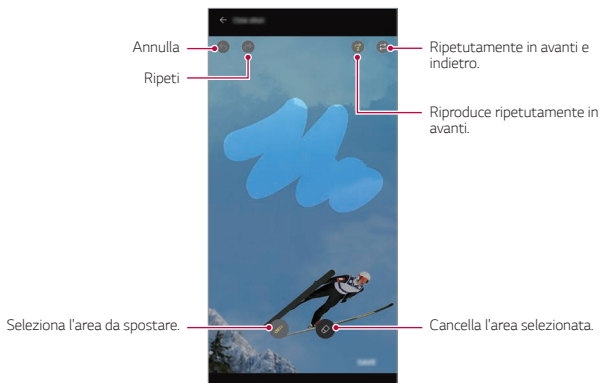 Annulla
Ripeti
Ripetutamente in avanti e
indietro.
Riproduce ripetutamente in
avanti.
Seleziona l'area da spostare.
Cancella l'area selezionata.